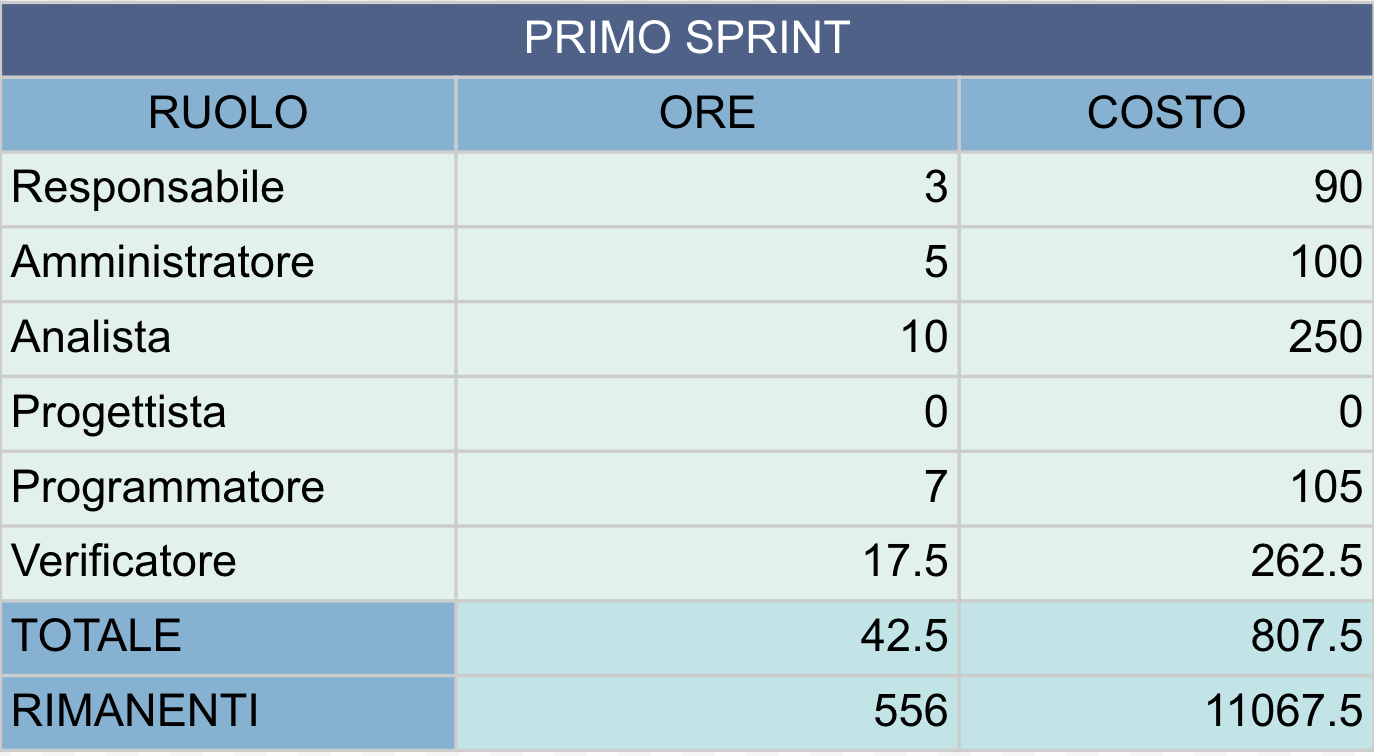 PRIMO SPRINT
RUOLO ORE COSTO
Responsabile 3 90
Amministratore 5 100
Analista 10 250
Progettista 0 0
Programmatore 7 105
Verificatore 17.5 262.5
TOTALE 42.5 807.5
RIMANENTI 556 11067.5